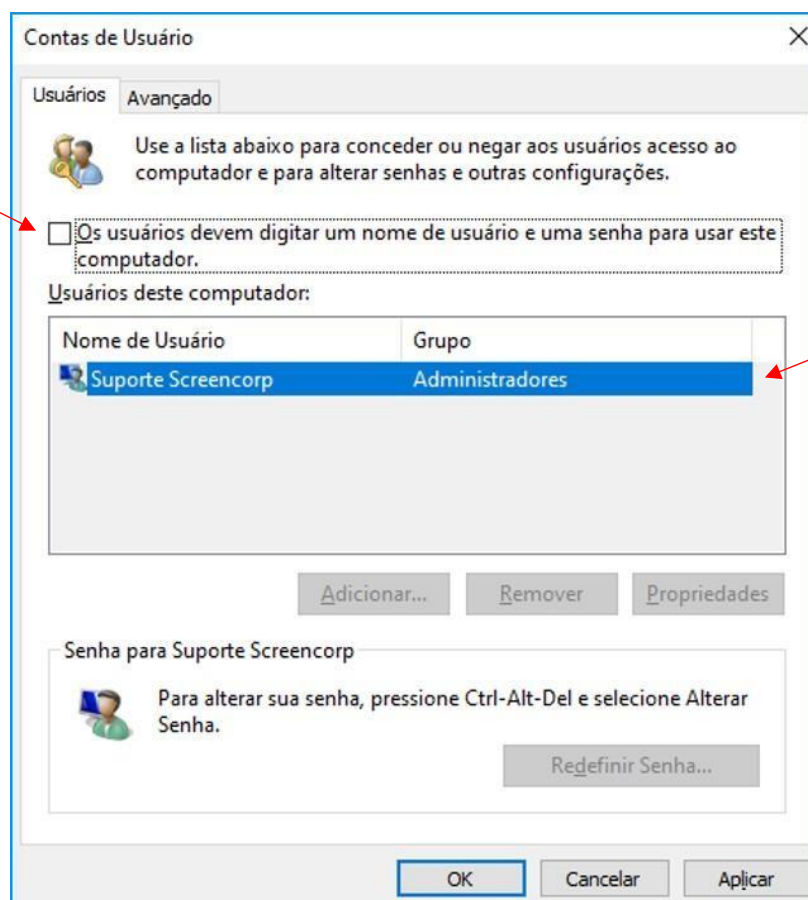 Contas de Usuário
Usuários
Avançado
Use a lista abaixo para conceder ou negar aos usuários acesso ao
computador e para alterar senhas e outras configurações.
Os usuários devem digitar um nome de usuário e uma senha para usar este
computador.
Usuários deste computador:
Nome de Usuário
Grupo
Suporte Screencorp
Administradores
Adicionar...
Remover
Propriedades
Senha para Suporte Screencorp
Para alterar sua senha, pressione Ctrl-Alt-Del e selecione Alterar
Senha.
Redefinir Senha...
OK
Cancelar
Aplicar